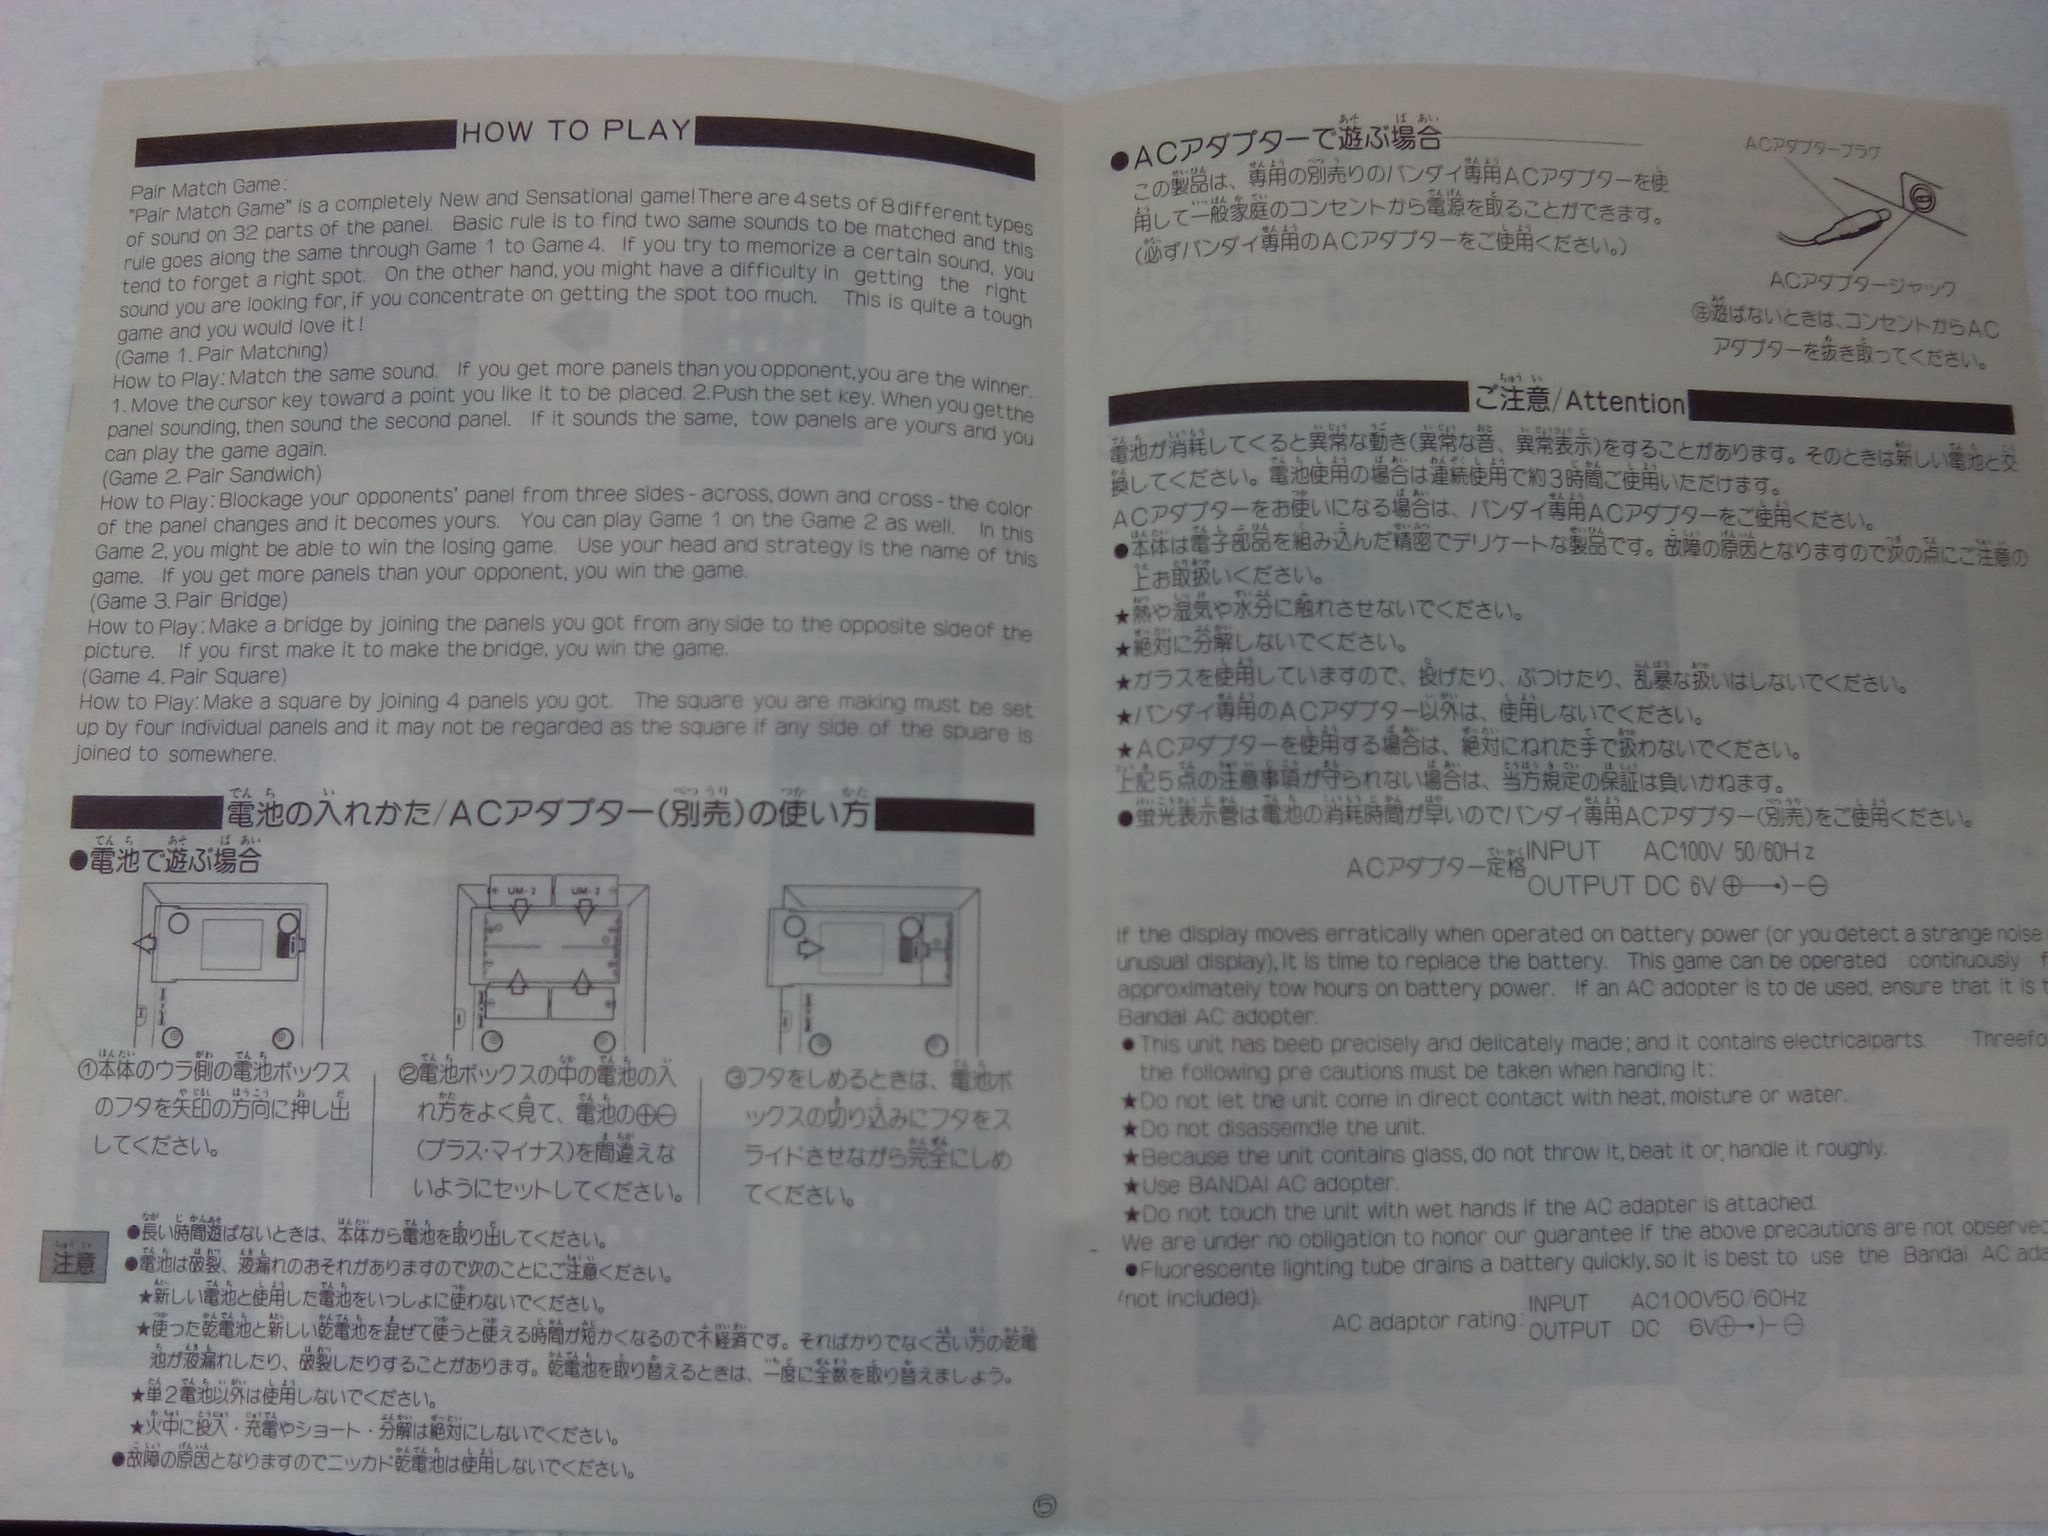 HOW TO PLAY
Pair Match Game:
"Pair Match Game" is a completely New and Sensational game! There are 4 sets of 8 different types
of sound on 32 parts of the panel. Basic rule is to find two same sounds to be matched and this
rule goes along the same through Game 1 to Game 4. If you try to memorize a certain sound, you
tend to forget a right spot. On the other hand, you might have a difficulty in getting the right
sound you are looking for, if you concentrate on getting the spot too much. This is quite a tough
game and you would love it!
(Game 1. Pair Matching)
How to Play: Match the same sound. If you get more panels than you opponent, you are the winner.
1. Move the cursor key toward a point you like it to be placed. 2. Push the set key. When you get the
panel sounding, then sound the second panel. If it sounds the same, tow panels are yours and you
can play the game again.
(Game 2. Pair Sandwich)
How to Play: Blockage your opponents' panel from three sides - across, down and cross - the color
of the panel changes and it becomes yours. You can play Game 1 on the Game 2 as well. In this
Game 2, you might be able to win the losing game. Use your head and strategy is the name of this
game. If you get more panels than your opponent, you win the game.
(Game 3. Pair Bridge)
How to Play: Make a bridge by joining the panels you got from any side to the opposite side of the
picture. If you first make it to make the bridge, you win the game.
(Game 4. Pair Square)
How to Play: Make a square by joining 4 panels you got. The square you are making must be set
up by four individual panels and it may not be regarded as the square if any side of the spuare is
joined to somewhere.
電池の入れかた/ACアダプター(別売)の使い方
●電池で遊ぶ場合
UM-2 UM-2
①本体のウラ側の電池ボックス
のフタを矢印の方向に押し出
してください。
②電池ボックスの中の電池の入
れ方をよく見て、電池の⊕⊖
(プラス・マイナス)を間違えな
いようにセットしてください。
③フタをしめるときは、電池ボ
ックスの切り込みにフタをス
ライドさせながら完全にしめ
てください。
注意
●長い時間遊ばないときは、本体から電池を取り出してください。
●電池は破裂、液漏れのおそれがありますので次のことにご注意ください。
★新しい電池と使用した電池をいっしょに使わないでください。
★使った乾電池と新しい乾電池を混ぜて使うと使える時間が短かくなるので不経済です。そればかりでなく古い方の乾電
池が液漏れしたり、破裂したりすることがあります。乾電池を取り替えるときは、一度に全数を取り替えましょう。
★単2電池以外は使用しないでください。
★火中に投入・充電やショート・分解は絶対にしないでください。
●故障の原因となりますのでニッカド乾電池は使用しないでください。
⑤
●ACアダプターで遊ぶ場合
この製品は、専用の別売りのバンダイ専用ACアダプターを使
用して一般家庭のコンセントから電源を取ることができます。
(必ずバンダイ専用のACアダプターをご使用ください。)
ACアダプタープラグ
ACアダプタージャック
㊟遊ばないときは、コンセントからAC
アダプターを抜き取ってください。
ご注意/Attention
電池が消耗してくると異常な動き(異常な音、異常表示)をすることがあります。そのときは新しい電池と交
換してください。電池使用の場合は連続使用で約3時間ご使用いただけます。
ACアダプターをお使いになる場合は、バンダイ専用ACアダプターをご使用ください。
●本体は電子部品を組み込んだ精密でデリケートな製品です。故障の原因となりますので次の点にご注意の
上お取扱いください。
★熱や湿気や水分に触れさせないでください。
★絶対に分解しないでください。
★ガラスを使用していますので、投げたり、ぶつけたり、乱暴な扱いはしないでください。
★バンダイ専用のACアダプター以外は、使用しないでください。
★ACアダプターを使用する場合は、絶対にぬれた手で扱わないでください。
上記5点の注意事項が守られない場合は、当方規定の保証は負いかねます。
●蛍光表示管は電池の消耗時間が早いのでバンダイ専用ACアダプター(別売)をご使用ください。
ACアダプター定格 INPUT AC100V 50/60Hz
OUTPUT DC 6V ⊕―•)-⊖
If the display moves erratically when operated on battery power (or you detect a strange noise
unusual display), it is time to replace the battery. This game can be operated continuously f
approximately tow hours on battery power. If an AC adopter is to de used, ensure that it is t
Bandai AC adopter.
●This unit has beeb precisely and delicately made; and it contains electricalparts. Threefo
the following pre cautions must be taken when handing it:
★Do not let the unit come in direct contact with heat, moisture or water.
★Do not disassemdle the unit.
★Because the unit contains glass, do not throw it, beat it or, handle it roughly.
★Use BANDAI AC adopter.
★Do not touch the unit with wet hands if the AC adapter is attached.
We are under no obligation to honor our guarantee if the above precautions are not observed
●Fluorescente lighting tube drains a battery quickly, so it is best to use the Bandai AC ada
(not included).
AC adaptor rating: INPUT AC100V50/60Hz
OUTPUT DC 6V⊕―•)-⊖